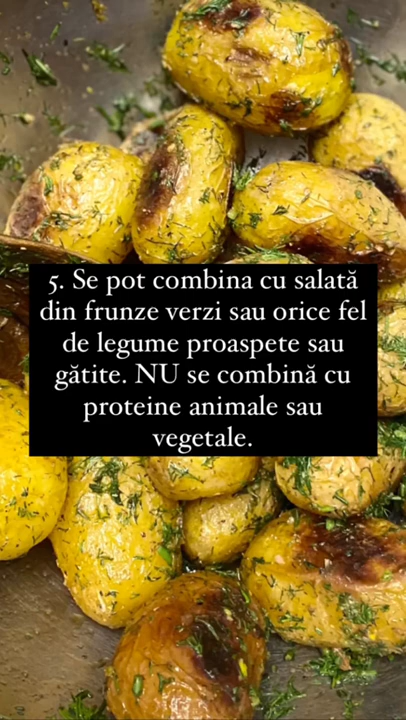 5. Se pot combina cu salată
din frunze verzi sau orice fel
de legume proaspete sau
gătite. NU se combină cu
proteine animale sau
vegetale.